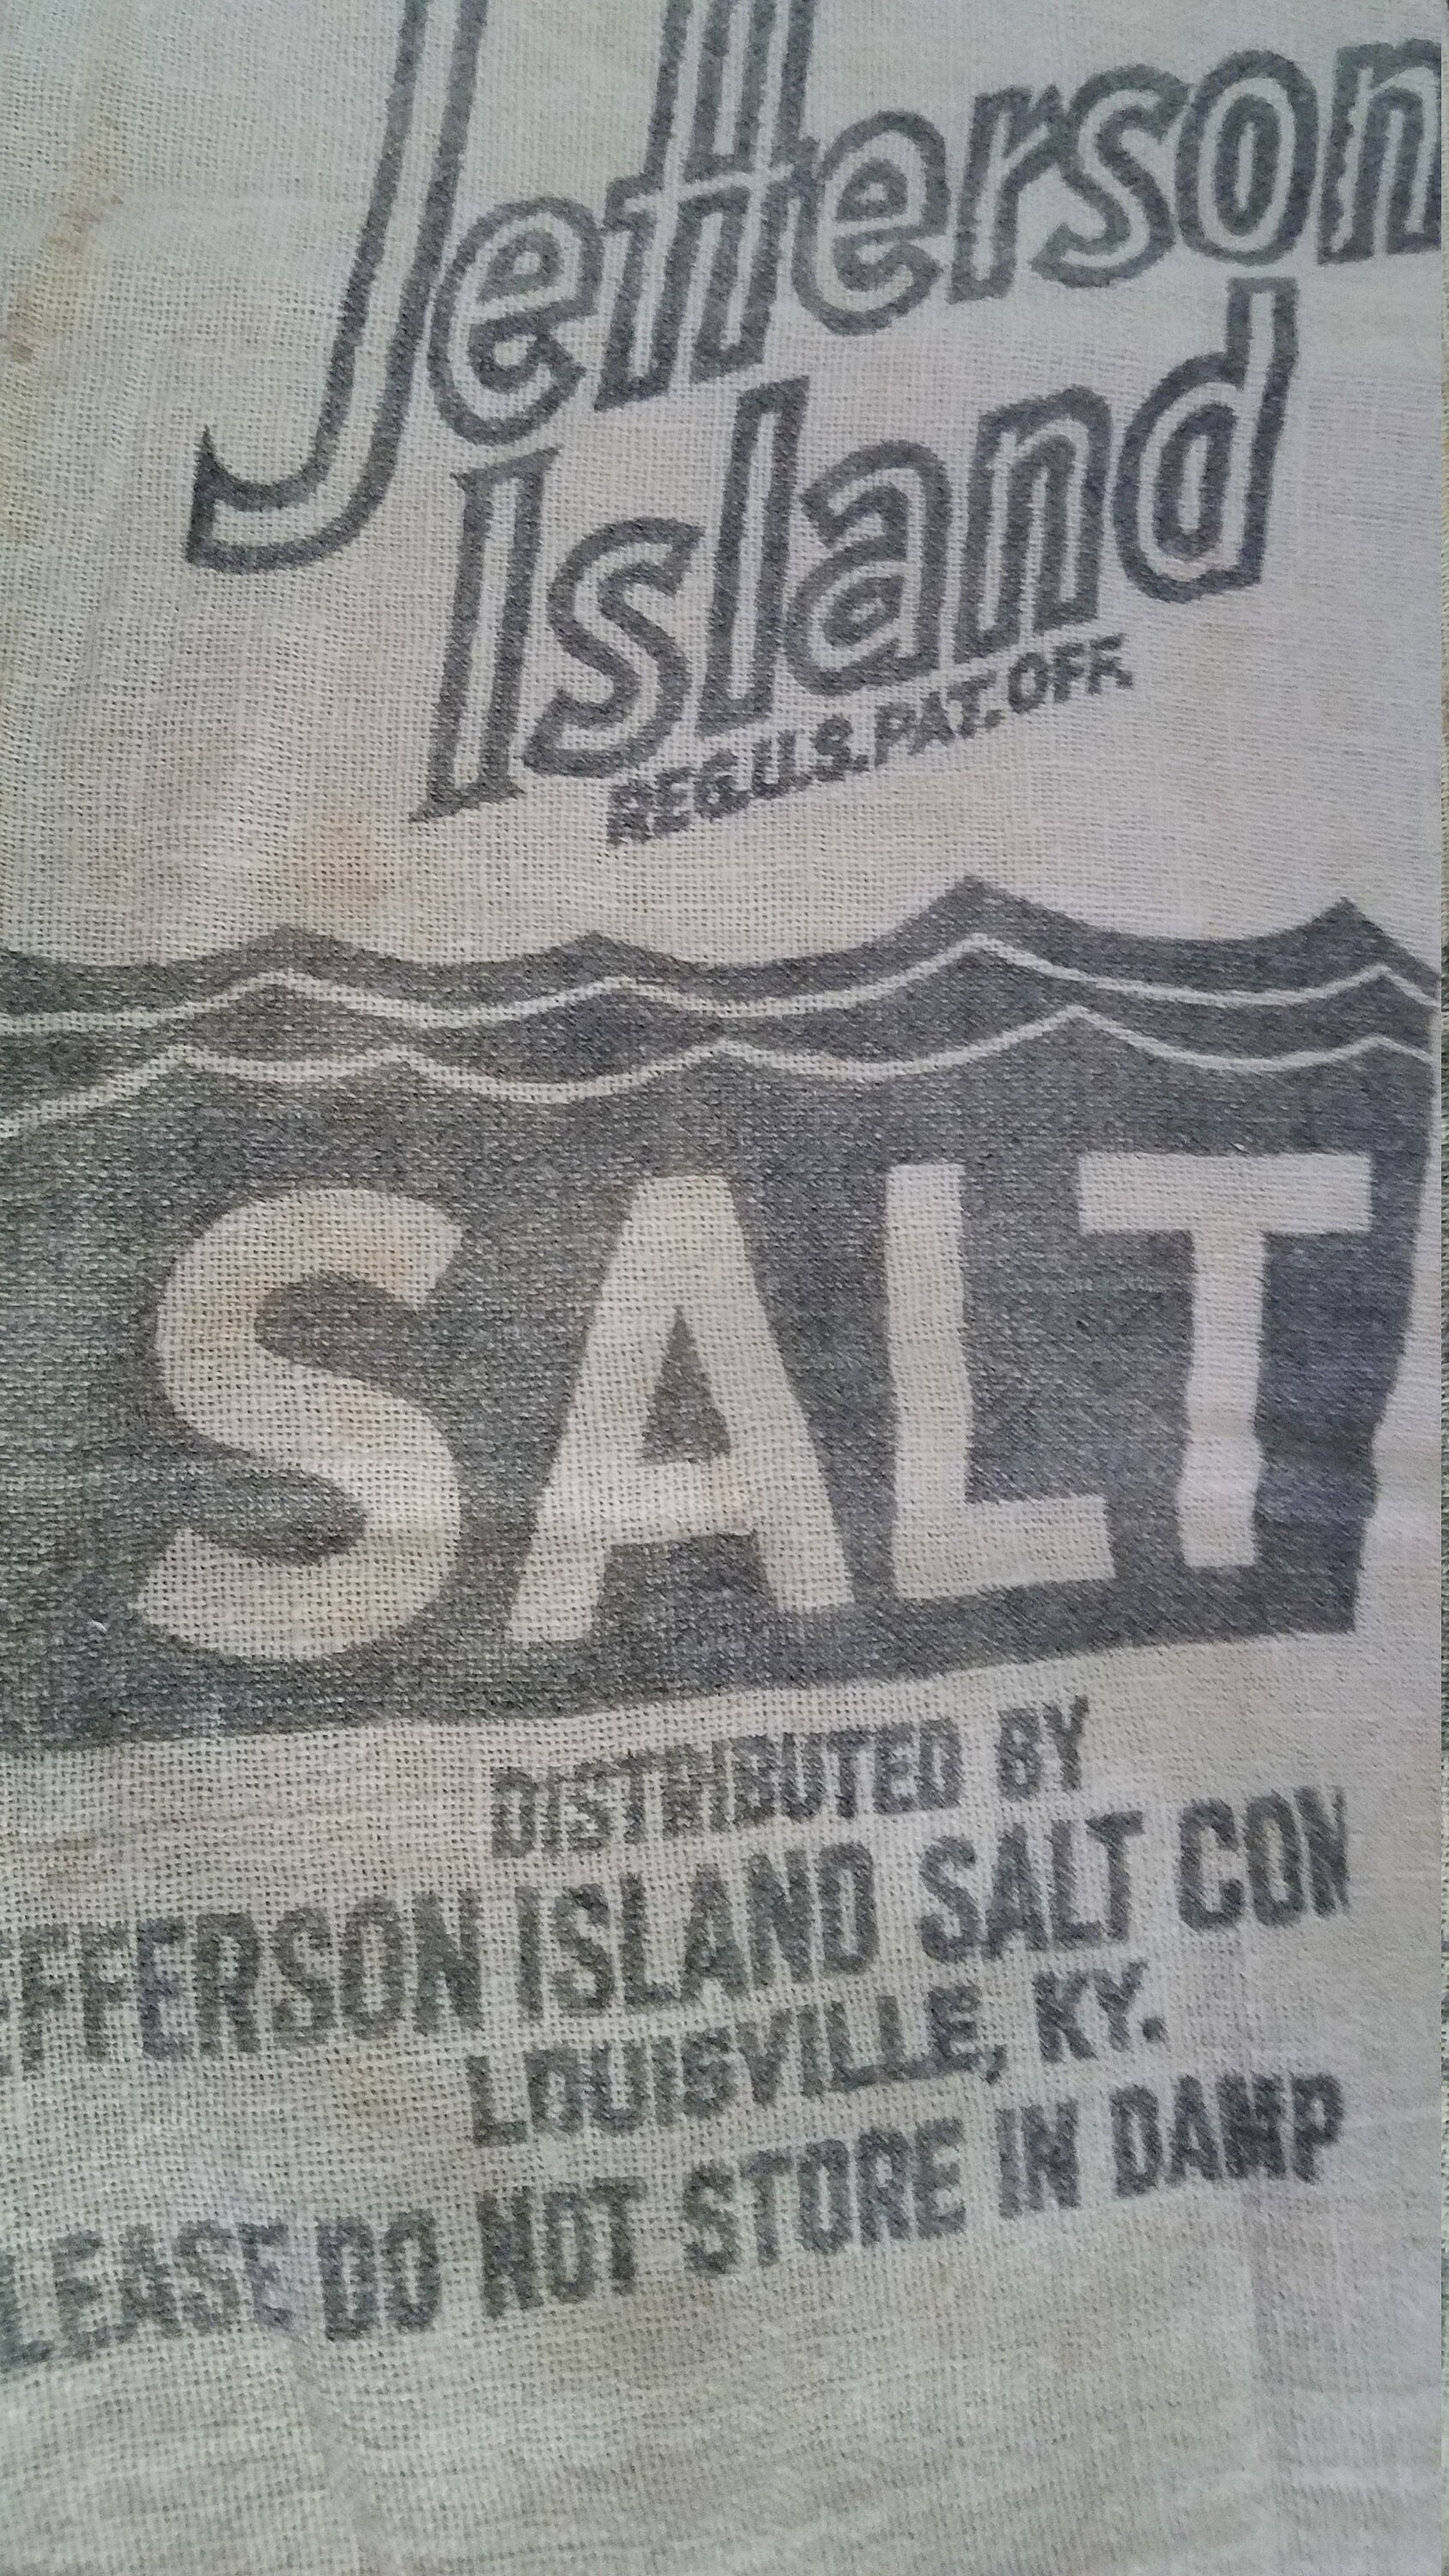 Jefferson
Island
REG.U.S.PAT.OFF.
SALT
DISTRIBUTED BY
EFFERSON ISLAND SALT COM
LOUISVILLE, KY.
LEASE DO NOT STORE IN DAMP